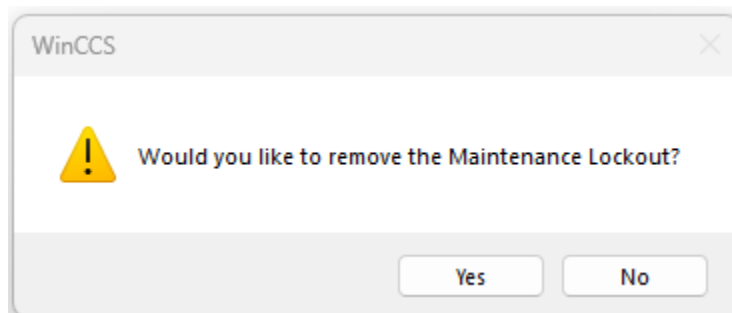 WinCCS
Would you like to remove the Maintenance Lockout?
Yes No